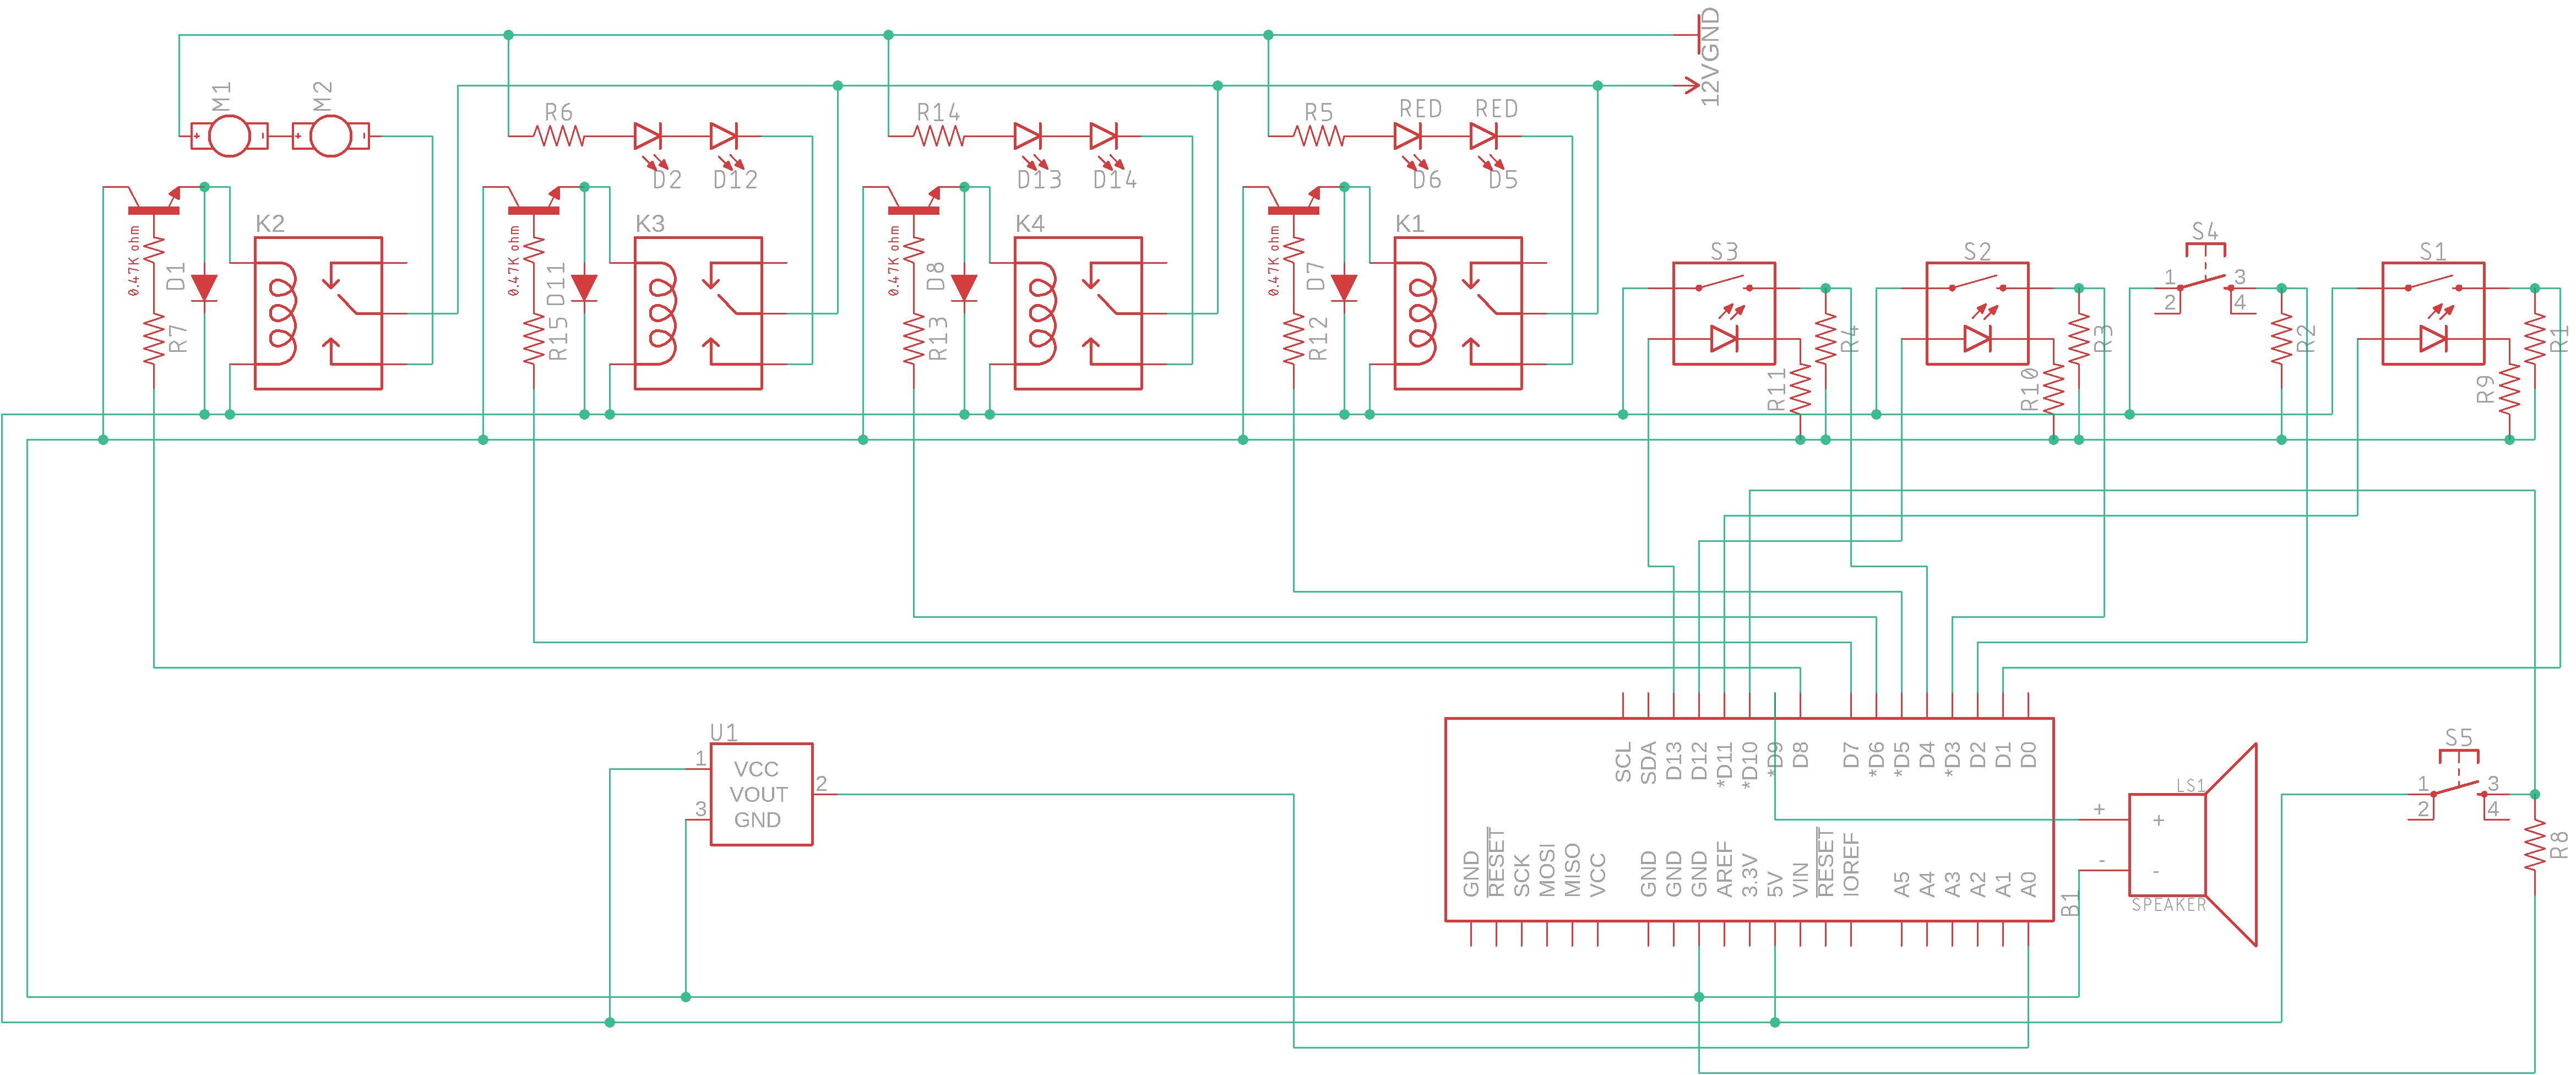 GND
12V
M1
M2
+
-
+
-
R6
R14
R5
RED
RED
D2
D12
D13
D14
D6
D5
K2
K3
K4
K1
0.47K ohm
0.47K ohm
0.47K ohm
0.47K ohm
D1
D11
D8
D7
R7
R15
R13
R12
S3
S2
S4
S1
1
2
3
4
R4
R3
R2
R1
R11
R10
R9
U1
1
3
2
VCC
VOUT
GND
SCL
SDA
D13
D12
*D11
*D10
*D9
D8
D7
*D6
*D5
D4
*D3
D2
D1
D0
GND
RESET
SCK
MOSI
MISO
VCC
GND
GND
GND
AREF
3.3V
5V
VIN
RESET
IOREF
A5
A4
A3
A2
A1
A0
B1
LS1
+
-
+
-
SPEAKER
S5
1
2
3
4
R8